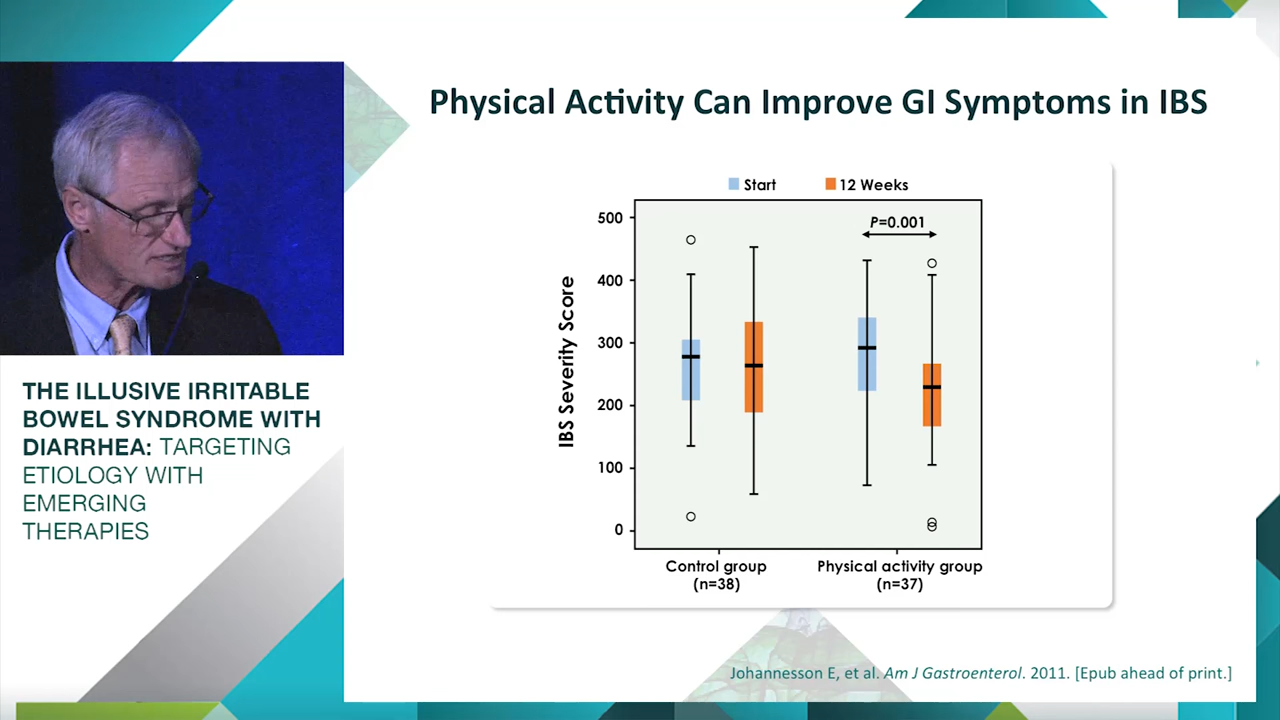 Physical Activity Can Improve GI Symptoms in IBS
Start
12 Weeks
P=0.001
IBS Severity Score
500
400
300
200
100
0
Control group
(n=38)
Physical activity group
(n=37)
THE ILLUSIVE IRRITABLE
BOWEL SYNDROME WITH
DIARRHEA: TARGETING
ETIOLOGY WITH
EMERGING
THERAPIES
Johannesson E, et al. Am J Gastroenterol. 2011. [Epub ahead of print.]